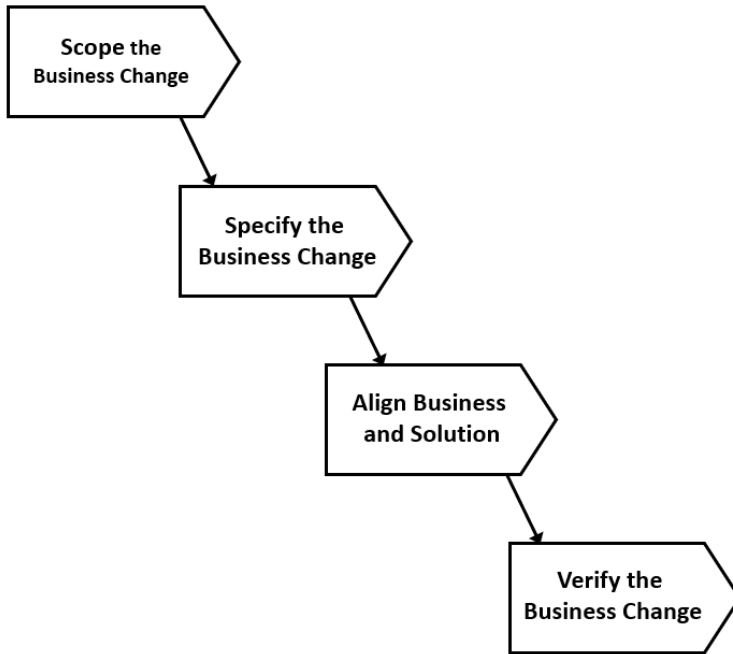 Scope the
Business Change
Specify the
Business Change
Align Business
and Solution
Verify the
Business Change